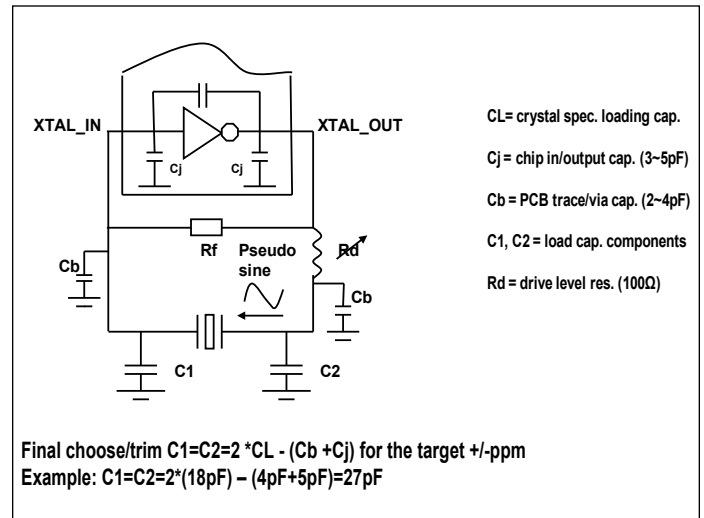 XTAL_IN
XTAL_OUT
Cj
Cj
CL= crystal spec. loading cap.
Cj = chip in/output cap. (3~5pF)
Cb = PCB trace/via cap. (2~4pF)
C1, C2 = load cap. components
Rd = drive level res. (100Ω)
Rf
Pseudo
sine
Rd
Cb
Cb
C1
C2
Final choose/trim C1=C2=2 *CL - (Cb +Cj) for the target +/-ppm
Example: C1=C2=2*(18pF) – (4pF+5pF)=27pF